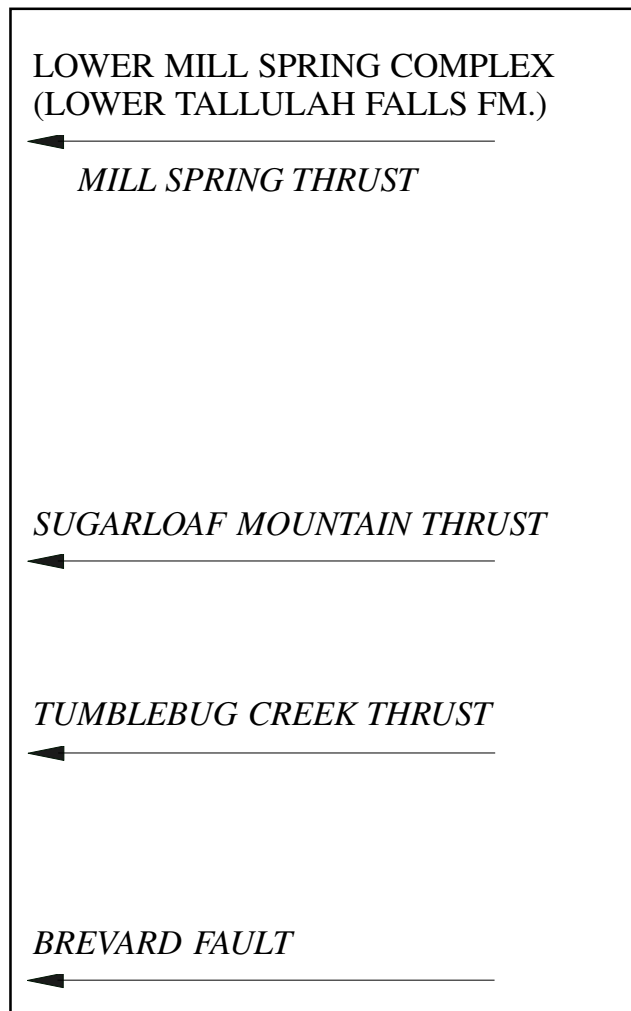 LOWER MILL SPRING COMPLEX
(LOWER TALLULAH FALLS FM.)
MILL SPRING THRUST
SUGARLOAF MOUNTAIN THRUST
TUMBLEBUG CREEK THRUST
BREVARD FAULT